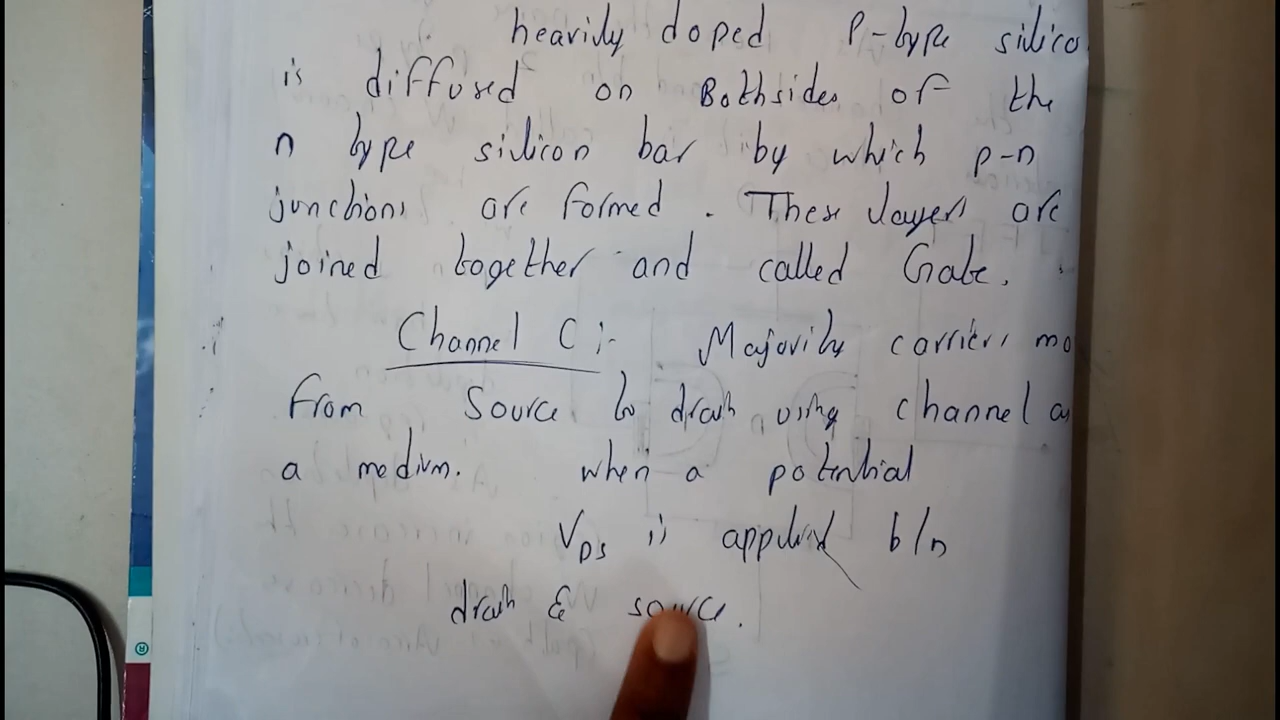 heavily doped P-type silico
is diffused on Bothsides of the
n type silicon bar by which p-n
junctions are formed. These layers are
joined together and called Gate.
Channel C :- Majority carriers mo
from Source to drain using channel as
a medium. when a potential
VDS is applied b/n
drain & source.